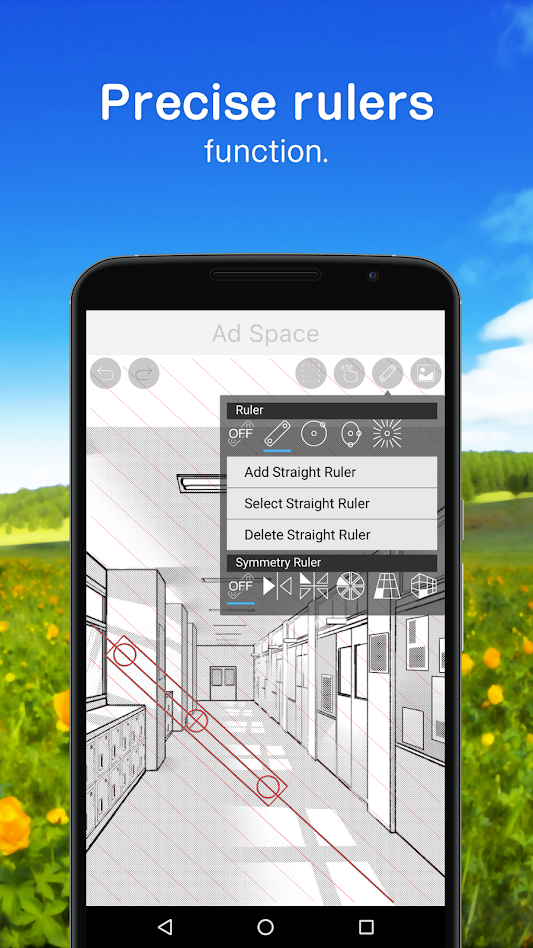 Precise rulers
function.
Ad Space
Ruler
OFF
Add Straight Ruler
Select Straight Ruler
Delete Straight Ruler
Symmetry Ruler
OFF